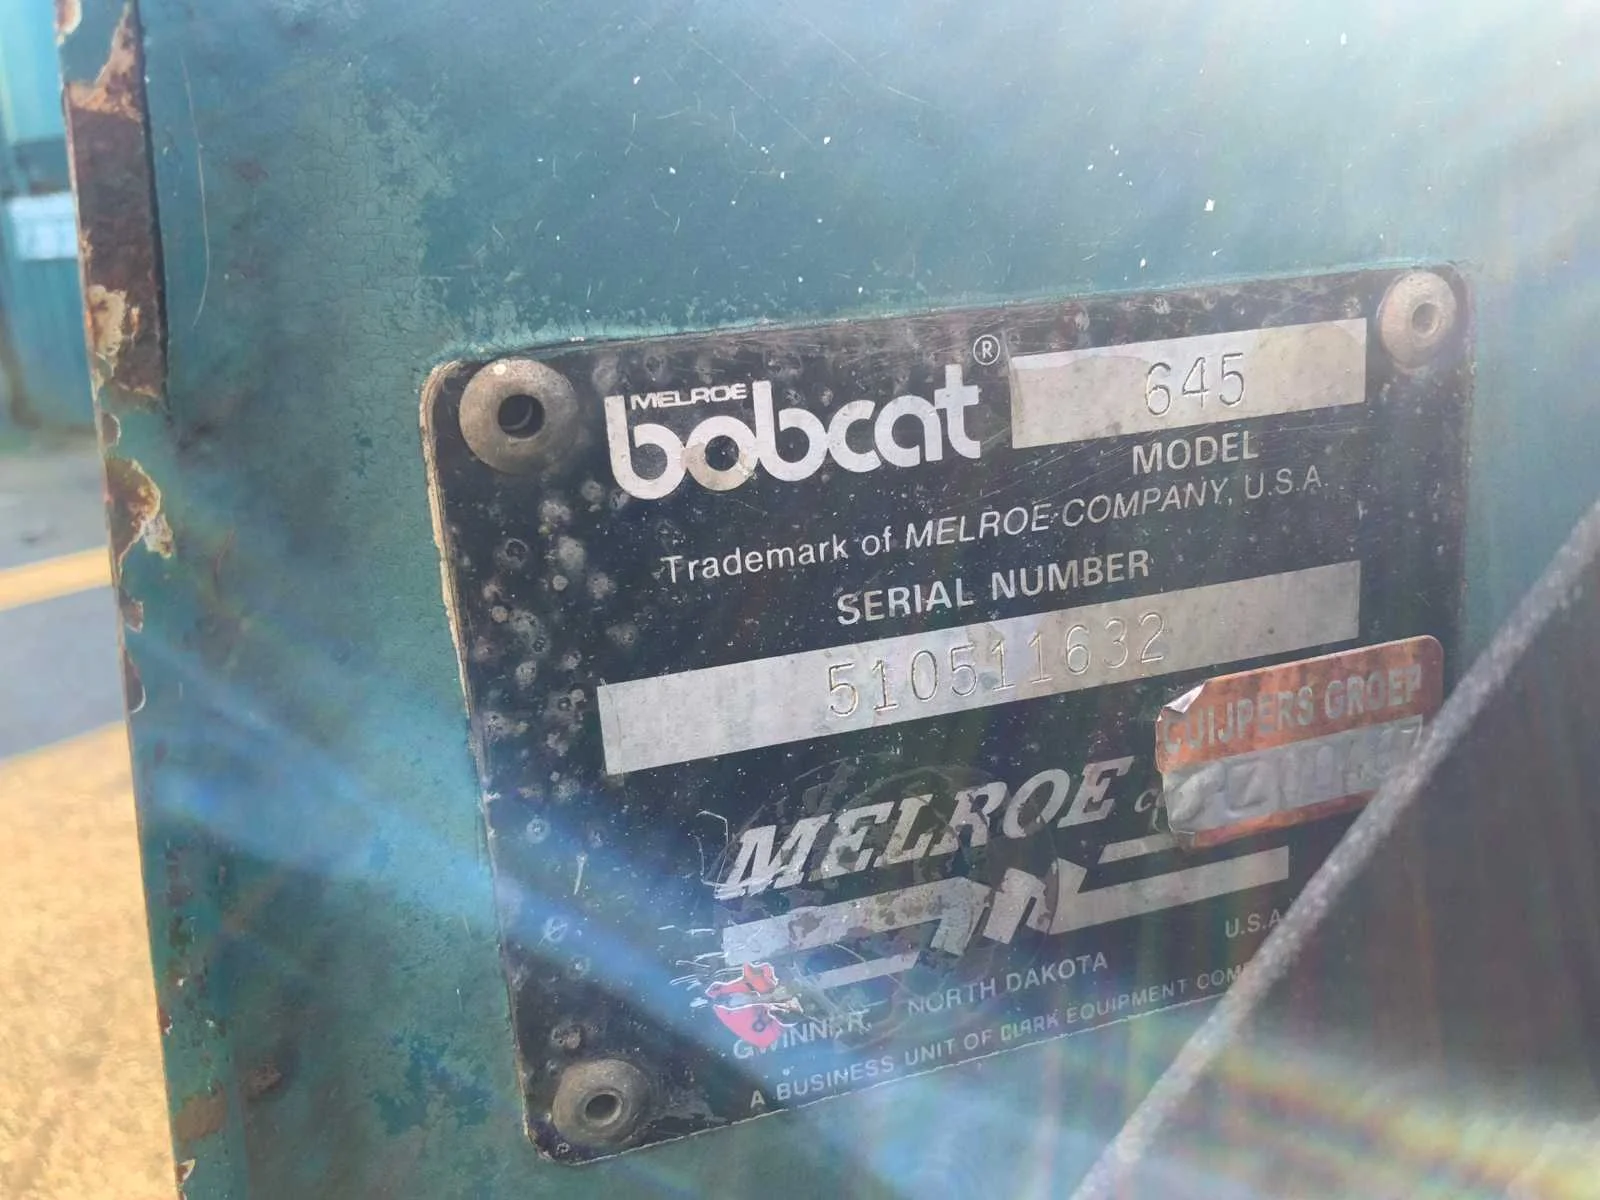 MELROE
bobcat ®
645
MODEL
Trademark of MELROE COMPANY, U.S.A
SERIAL NUMBER
510511632
CUIJPERS GROEP
MELROE
GWINNER, NORTH DAKOTA U.S.A
A BUSINESS UNIT OF CLARK EQUIPMENT